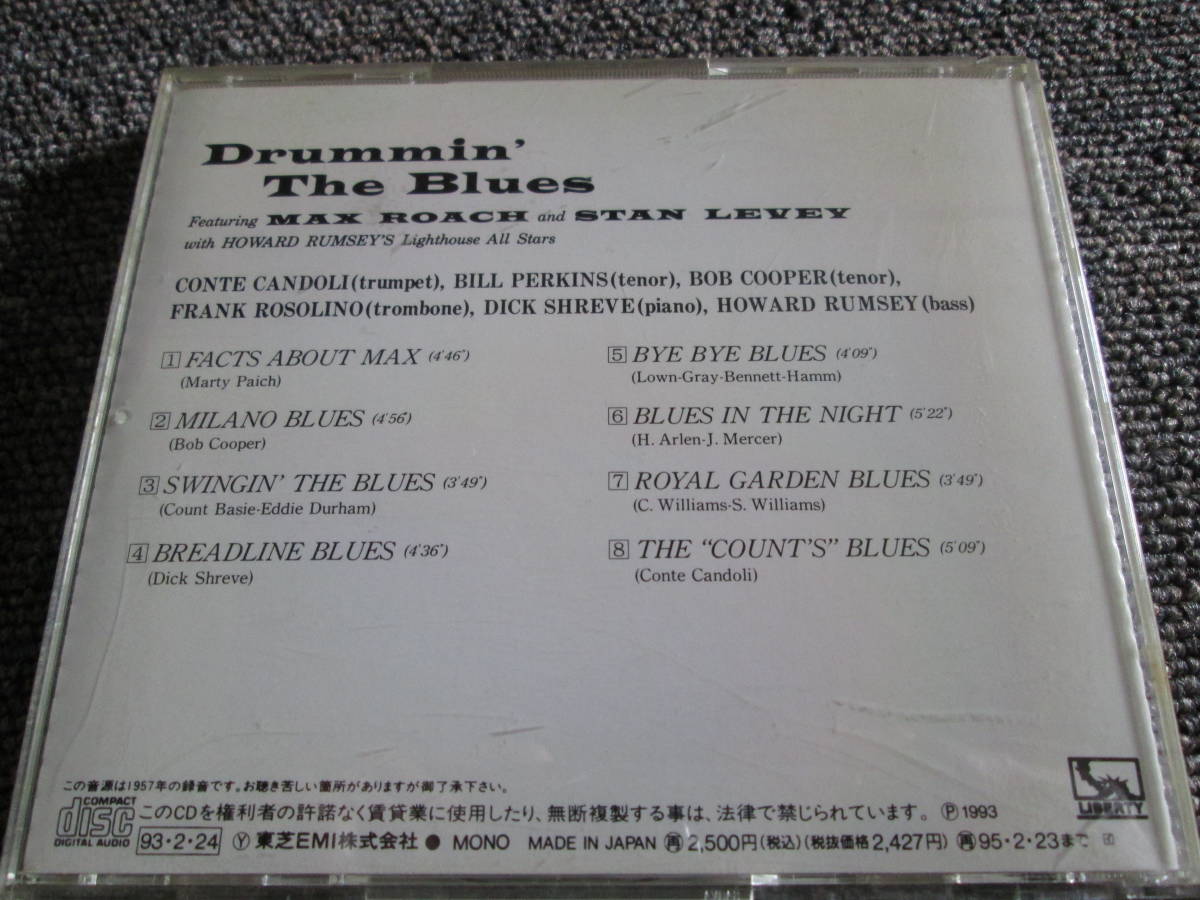 Drummin'
The Blues
Featuring MAX ROACH and STAN LEVEY
with HOWARD RUMSEY'S Lighthouse All Stars
CONTE CANDOLI(trumpet), BILL PERKINS(tenor), BOB COOPER(tenor),
FRANK ROSOLINO(trombone), DICK SHREVE(piano), HOWARD RUMSEY(bass)
1 FACTS ABOUT MAX (4'46")
(Marty Paich)
2 MILANO BLUES (4'56)
(Bob Cooper)
3 SWINGIN' THE BLUES (3'49")
(Count Basie-Eddie Durham)
4 BREADLINE BLUES (4'36")
(Dick Shreve)
5 BYE BYE BLUES (4'09")
(Lown-Gray-Bennett-Hamm)
6 BLUES IN THE NIGHT (5'22")
(H. Arlen-J. Mercer)
7 ROYAL GARDEN BLUES (3'49")
(C. Williams-S. Williams)
8 THE "COUNT'S" BLUES (5'09")
(Conte Candoli)
この音源は1957年の録音です。お聴き苦しい箇所がありますが御了承下さい。
COMPACT disc DIGITAL AUDIO
このCDを権利者の許諾なく賃貸業に使用したり、無断複製する事は、法律で禁じられています。 Ⓟ1993
93・2・24 Ⓨ東芝EMI株式会社 ● MONO MADE IN JAPAN 再2,500円(税込)(税抜価格2,427円) 再95・2・23まで
LIBERTY